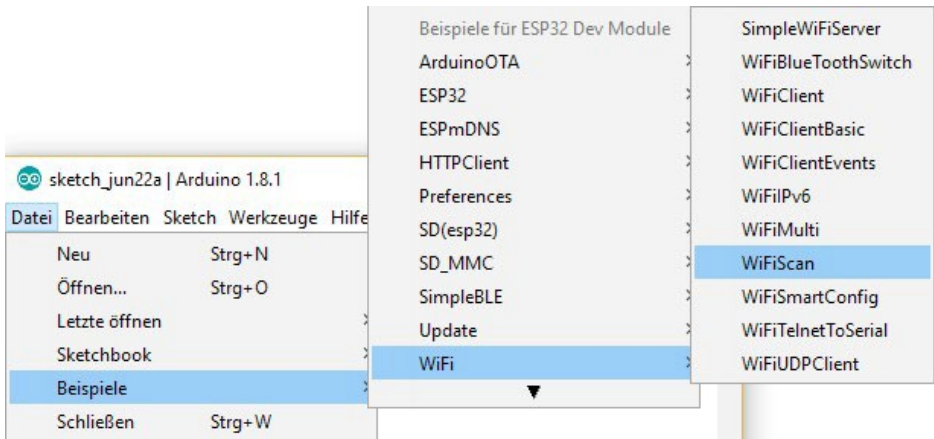 sketch_jun22a | Arduino 1.8.1
Datei Bearbeiten Sketch Werkzeuge Hilfe
Neu Strg+N
Öffnen... Strg+O
Letzte öffnen
Sketchbook
Beispiele
Schließen Strg+W
Beispiele für ESP32 Dev Module
ArduinoOTA
ESP32
ESPmDNS
HTTPClient
Preferences
SD(esp32)
SD_MMC
SimpleBLE
Update
WiFi
SimpleWiFiServer
WiFiBlueToothSwitch
WiFiClient
WiFiClientBasic
WiFiClientEvents
WiFiIPv6
WiFiMulti
WiFiScan
WiFiSmartConfig
WiFiTelnetToSerial
WiFiUDPClient